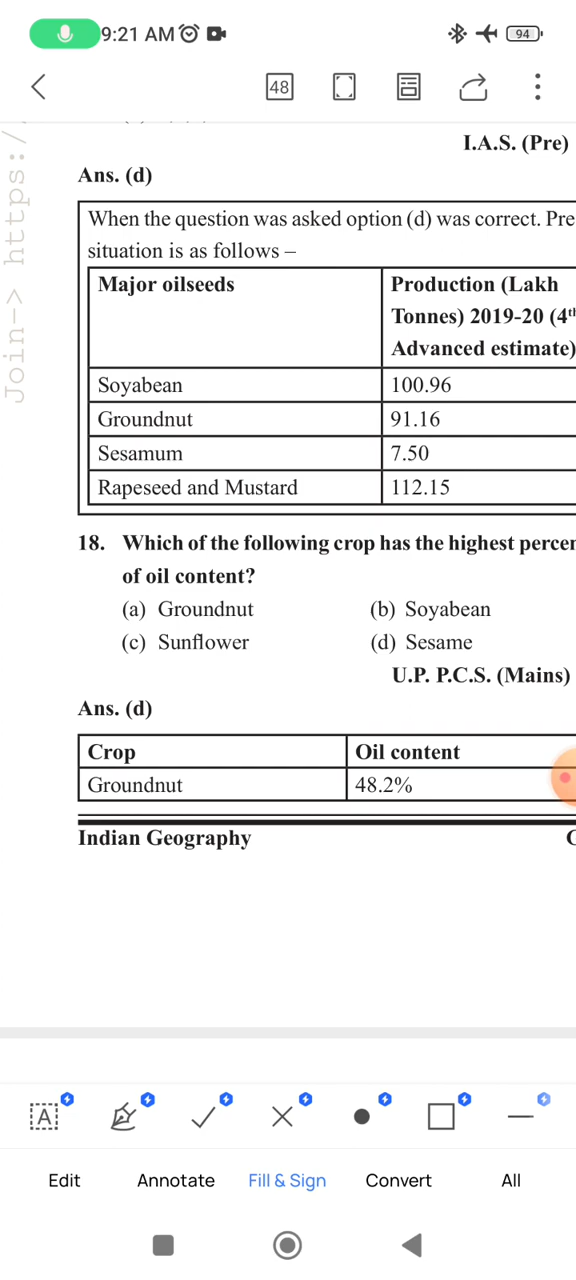 9:21 AM
94
48
I.A.S. (Pre)
Ans. (d)
When the question was asked option (d) was correct. Pre
situation is as follows –
Major oilseeds
Production (Lakh
Tonnes) 2019-20 (4th
Advanced estimate)
Soyabean 100.96
Groundnut 91.16
Sesamum 7.50
Rapeseed and Mustard 112.15
18. Which of the following crop has the highest percen
of oil content?
(a) Groundnut (b) Soyabean
(c) Sunflower (d) Sesame
U.P. P.C.S. (Mains)
Ans. (d)
Crop Oil content
Groundnut 48.2%
Indian Geography
Join-> https:/
A
Edit Annotate Fill & Sign Convert All